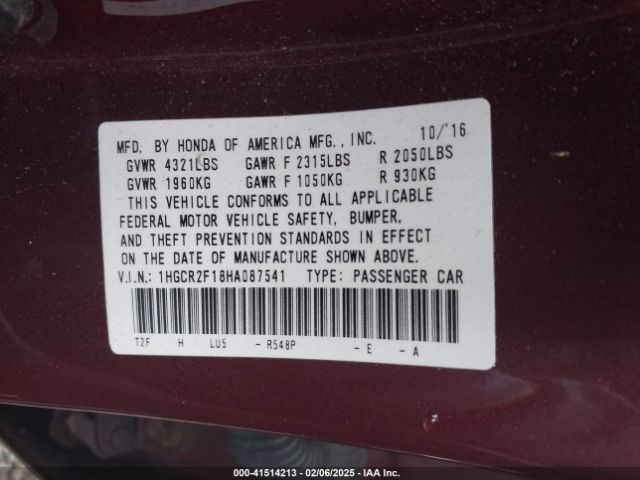 MFD. BY HONDA OF AMERICA MFG., INC. 10/'16
GVWR 4321LBS GAWR F 2315LBS R 2050LBS
GVWR 1960KG GAWR F 1050KG R 930KG
THIS VEHICLE CONFORMS TO ALL APPLICABLE
FEDERAL MOTOR VEHICLE SAFETY, BUMPER,
AND THEFT PREVENTION STANDARDS IN EFFECT
ON THE DATE OF MANUFACTURE SHOWN ABOVE.
V.I.N.: 1HGCR2F18HA087541 TYPE: PASSENGER CAR
T2F H LU5 - R548P - E - A
000-41514213 - 02/06/2025 - IAA Inc.